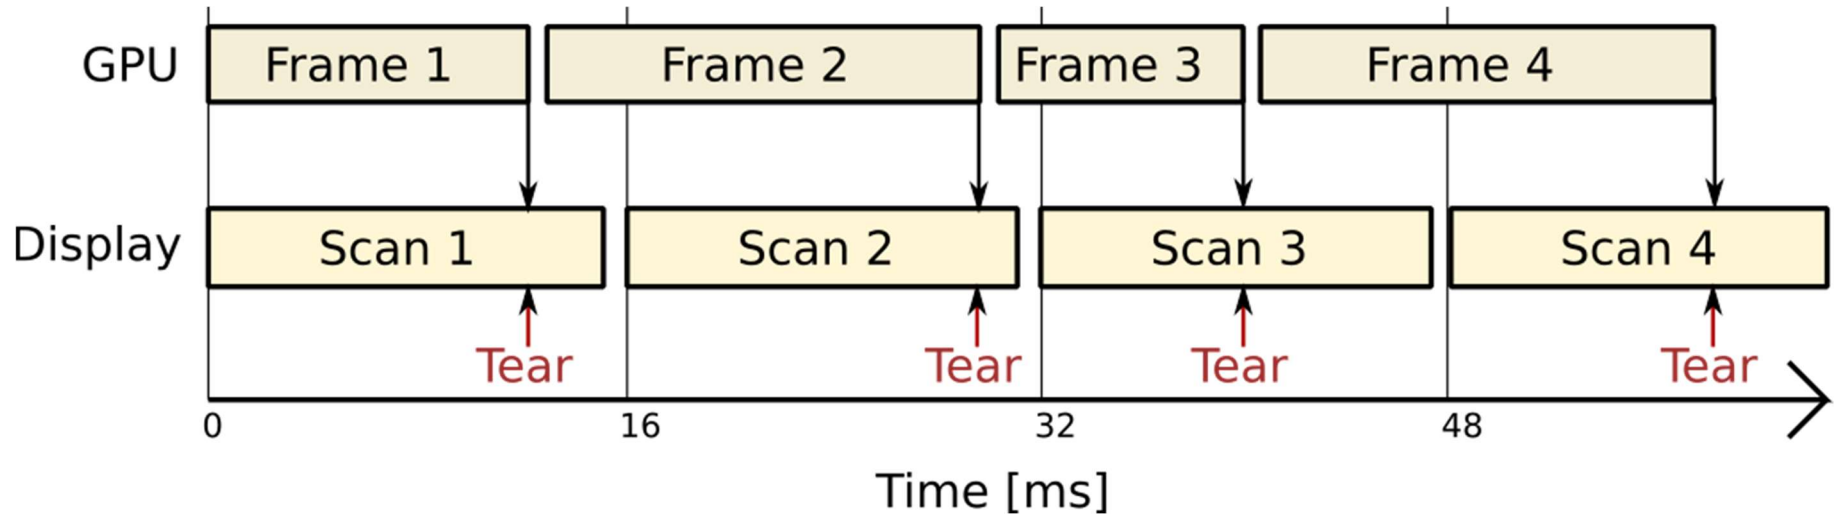 GPU Frame 1 Frame 2 Frame 3 Frame 4
Display Scan 1 Scan 2 Scan 3 Scan 4
Tear Tear Tear Tear
0 16 32 48
Time [ms]